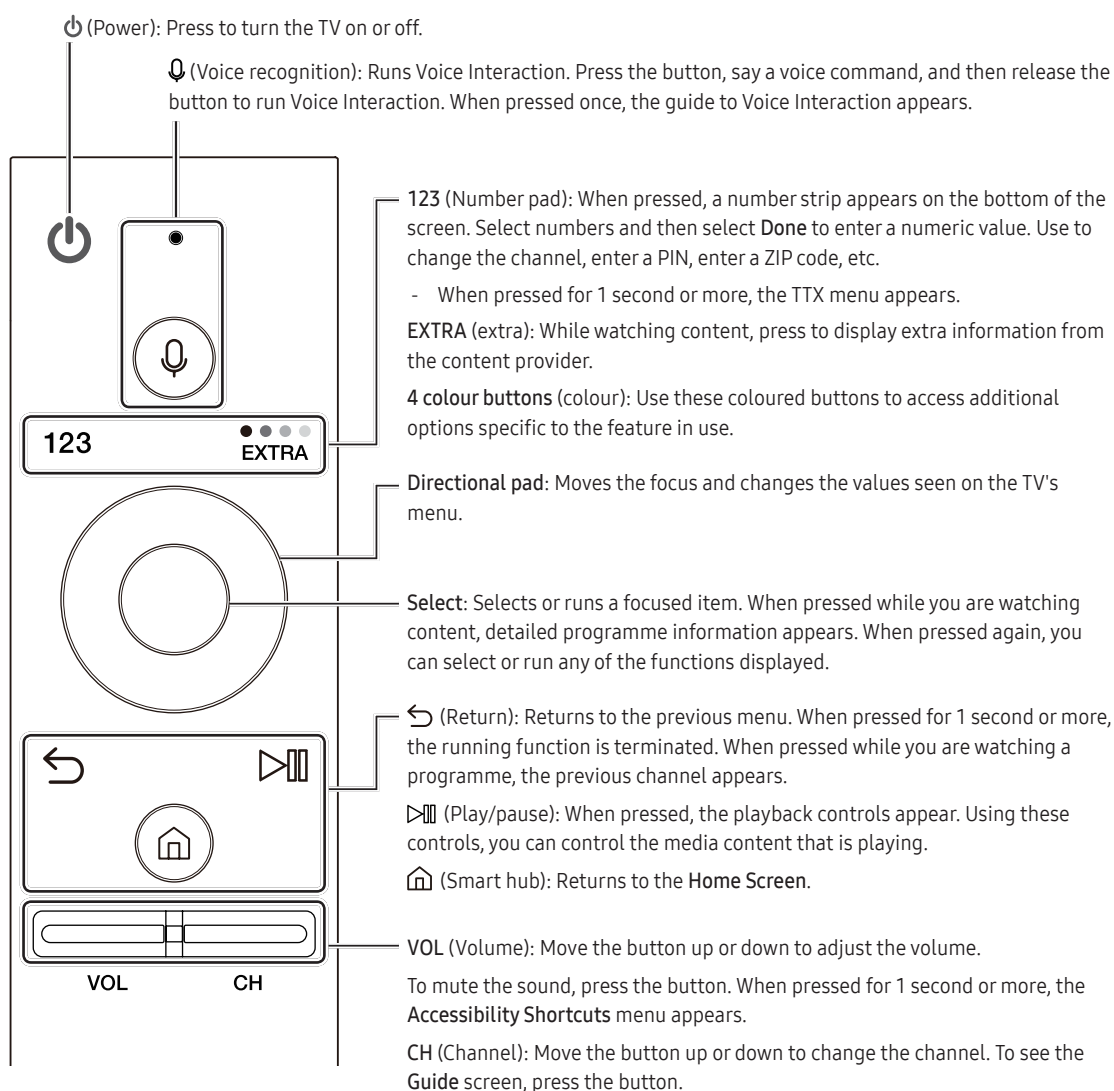 (Power): Press to turn the TV on or off.
(Voice recognition): Runs Voice Interaction. Press the button, say a voice command, and then release the
button to run Voice Interaction. When pressed once, the guide to Voice Interaction appears.
123 (Number pad): When pressed, a number strip appears on the bottom of the
screen. Select numbers and then select Done to enter a numeric value. Use to
change the channel, enter a PIN, enter a ZIP code, etc.
- When pressed for 1 second or more, the TTX menu appears.
EXTRA (extra): While watching content, press to display extra information from
the content provider.
4 colour buttons (colour): Use these coloured buttons to access additional
options specific to the feature in use.
123
EXTRA
Directional pad: Moves the focus and changes the values seen on the TV's
menu.
Select: Selects or runs a focused item. When pressed while you are watching
content, detailed programme information appears. When pressed again, you
can select or run any of the functions displayed.
(Return): Returns to the previous menu. When pressed for 1 second or more,
the running function is terminated. When pressed while you are watching a
programme, the previous channel appears.
(Play/pause): When pressed, the playback controls appear. Using these
controls, you can control the media content that is playing.
(Smart hub): Returns to the Home Screen.
VOL (Volume): Move the button up or down to adjust the volume.
To mute the sound, press the button. When pressed for 1 second or more, the
Accessibility Shortcuts menu appears.
CH (Channel): Move the button up or down to change the channel. To see the
Guide screen, press the button.
VOL
CH